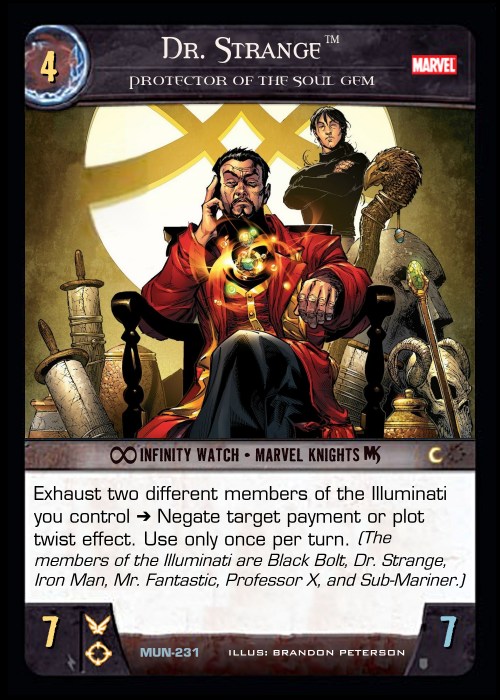 4
DR. STRANGE™
MARVEL
PROTECTOR OF THE SOUL GEM
INFINITY WATCH • MARVEL KNIGHTS MK
C
Exhaust two different members of the Illuminati
you control ➔ Negate target payment or plot
twist effect. Use only once per turn. (The
members of the Illuminati are Black Bolt, Dr. Strange,
Iron Man, Mr. Fantastic, Professor X, and Sub-Mariner.)
7
MUN-231
ILLUS: BRANDON PETERSON
7